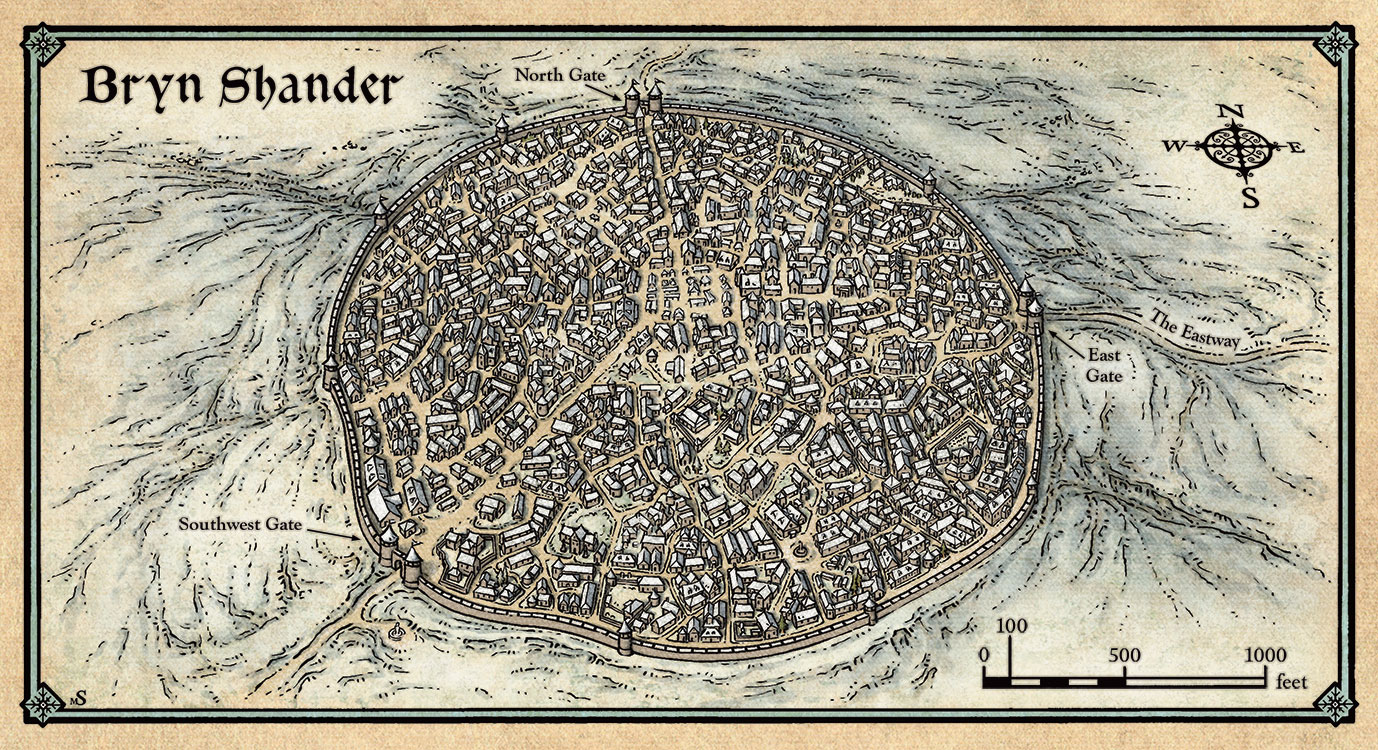 Bryn Shander
North Gate
N
W
E
S
The Eastway
East
Gate
Southwest Gate
100
0
500
1000
feet
MS